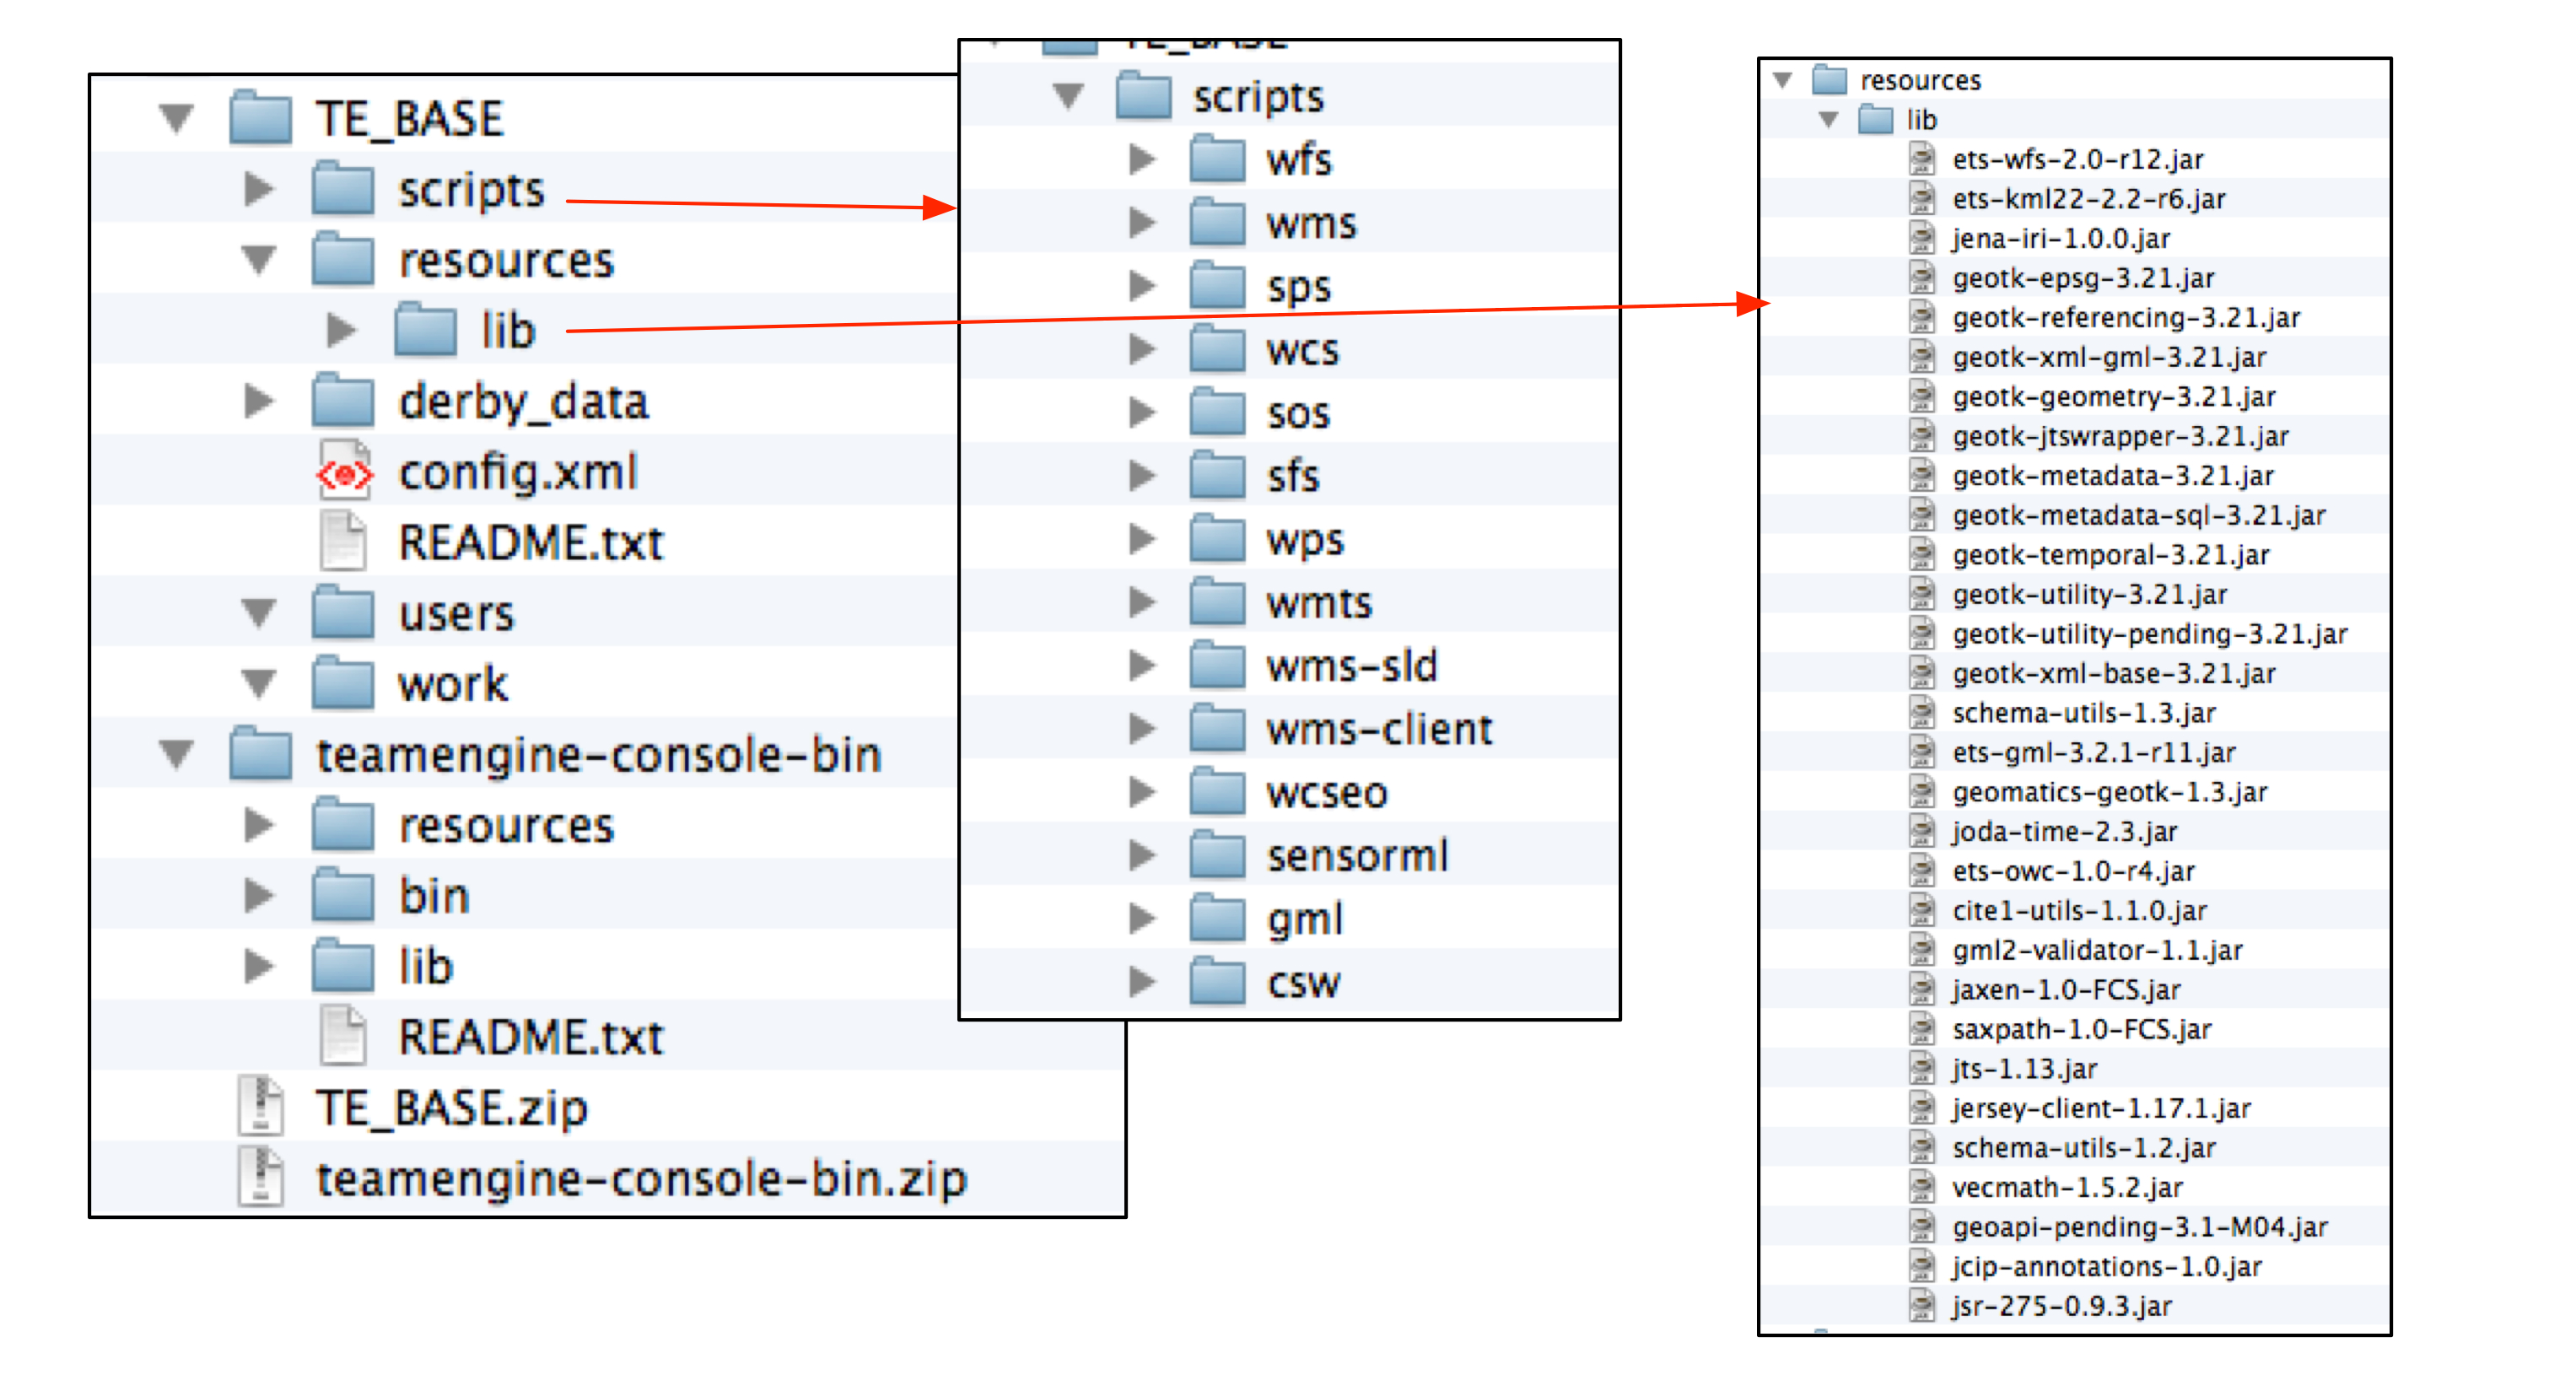 TE_BASE
scripts
resources
lib
derby_data
config.xml
README.txt
users
work
teamengine-console-bin
resources
bin
lib
README.txt
TE_BASE.zip
teamengine-console-bin.zip
TE_BASE
scripts
wfs
wms
sps
wcs
sos
sfs
wps
wmts
wms-sld
wms-client
wcseo
sensorml
gml
csw
resources
lib
ets-wfs-2.0-r12.jar
ets-kml22-2.2-r6.jar
jena-iri-1.0.0.jar
geotk-epsg-3.21.jar
geotk-referencing-3.21.jar
geotk-xml-gml-3.21.jar
geotk-geometry-3.21.jar
geotk-jtswrapper-3.21.jar
geotk-metadata-3.21.jar
geotk-metadata-sql-3.21.jar
geotk-temporal-3.21.jar
geotk-utility-3.21.jar
geotk-utility-pending-3.21.jar
geotk-xml-base-3.21.jar
schema-utils-1.3.jar
ets-gml-3.2.1-r11.jar
geomatics-geotk-1.3.jar
joda-time-2.3.jar
ets-owc-1.0-r4.jar
cite1-utils-1.1.0.jar
gml2-validator-1.1.jar
jaxen-1.0-FCS.jar
saxpath-1.0-FCS.jar
jts-1.13.jar
jersey-client-1.17.1.jar
schema-utils-1.2.jar
vecmath-1.5.2.jar
geoapi-pending-3.1-M04.jar
jcip-annotations-1.0.jar
jsr-275-0.9.3.jar